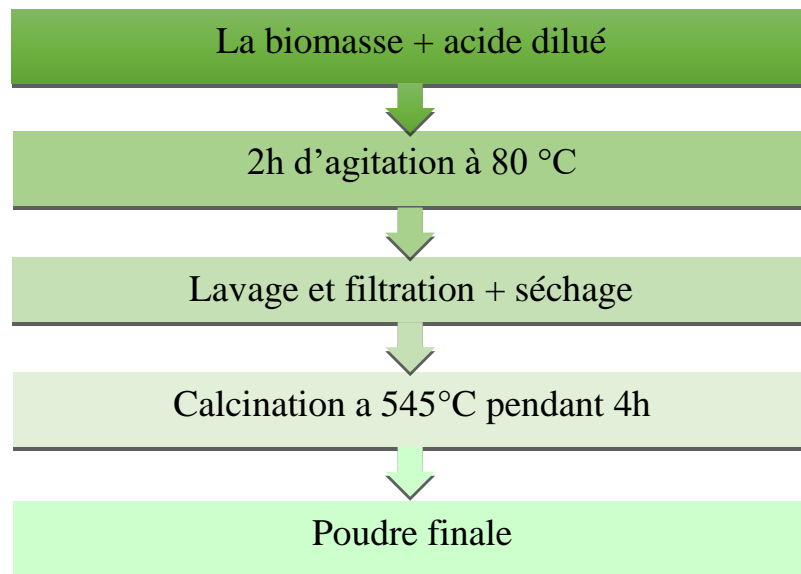 La biomasse + acide dilué
2h d’agitation à 80 °C
Lavage et filtration + séchage
Calcination a 545°C pendant 4h
Poudre finale